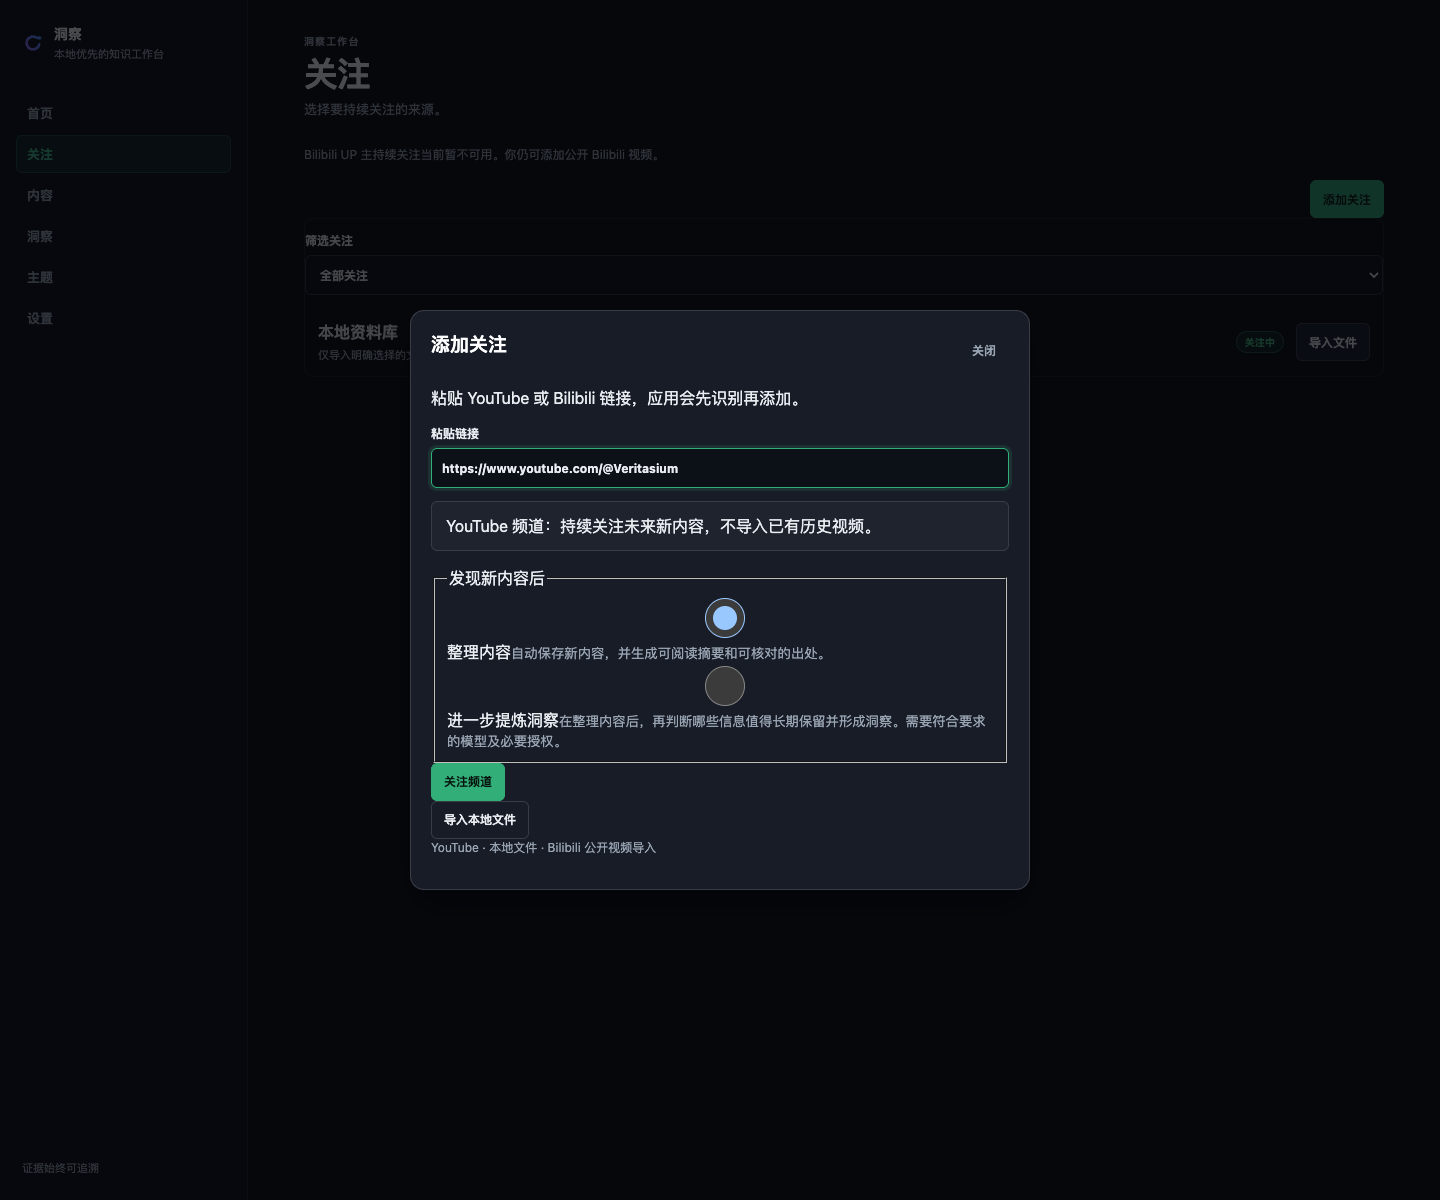 洞察
本地优先的知识工作台
首页
关注
内容
洞察
主题
设置
证据始终可追溯
洞察工作台
关注
选择要持续关注的来源。
Bilibili UP 主持续关注当前暂不可用。你仍可添加公开 Bilibili 视频。
添加关注
筛选关注
全部关注
本地资料库
仅导入明确选择的
关注中
导入文件
添加关注
关闭
粘贴 YouTube 或 Bilibili 链接，应用会先识别再添加。
粘贴链接
https://www.youtube.com/@Veritasium
YouTube 频道：持续关注未来新内容，不导入已有历史视频。
发现新内容后
整理内容自动保存新内容，并生成可阅读摘要和可核对的出处。
进一步提炼洞察在整理内容后，再判断哪些信息值得长期保留并形成洞察。需要符合要求
的模型及必要授权。
关注频道
导入本地文件
YouTube · 本地文件 · Bilibili 公开视频导入